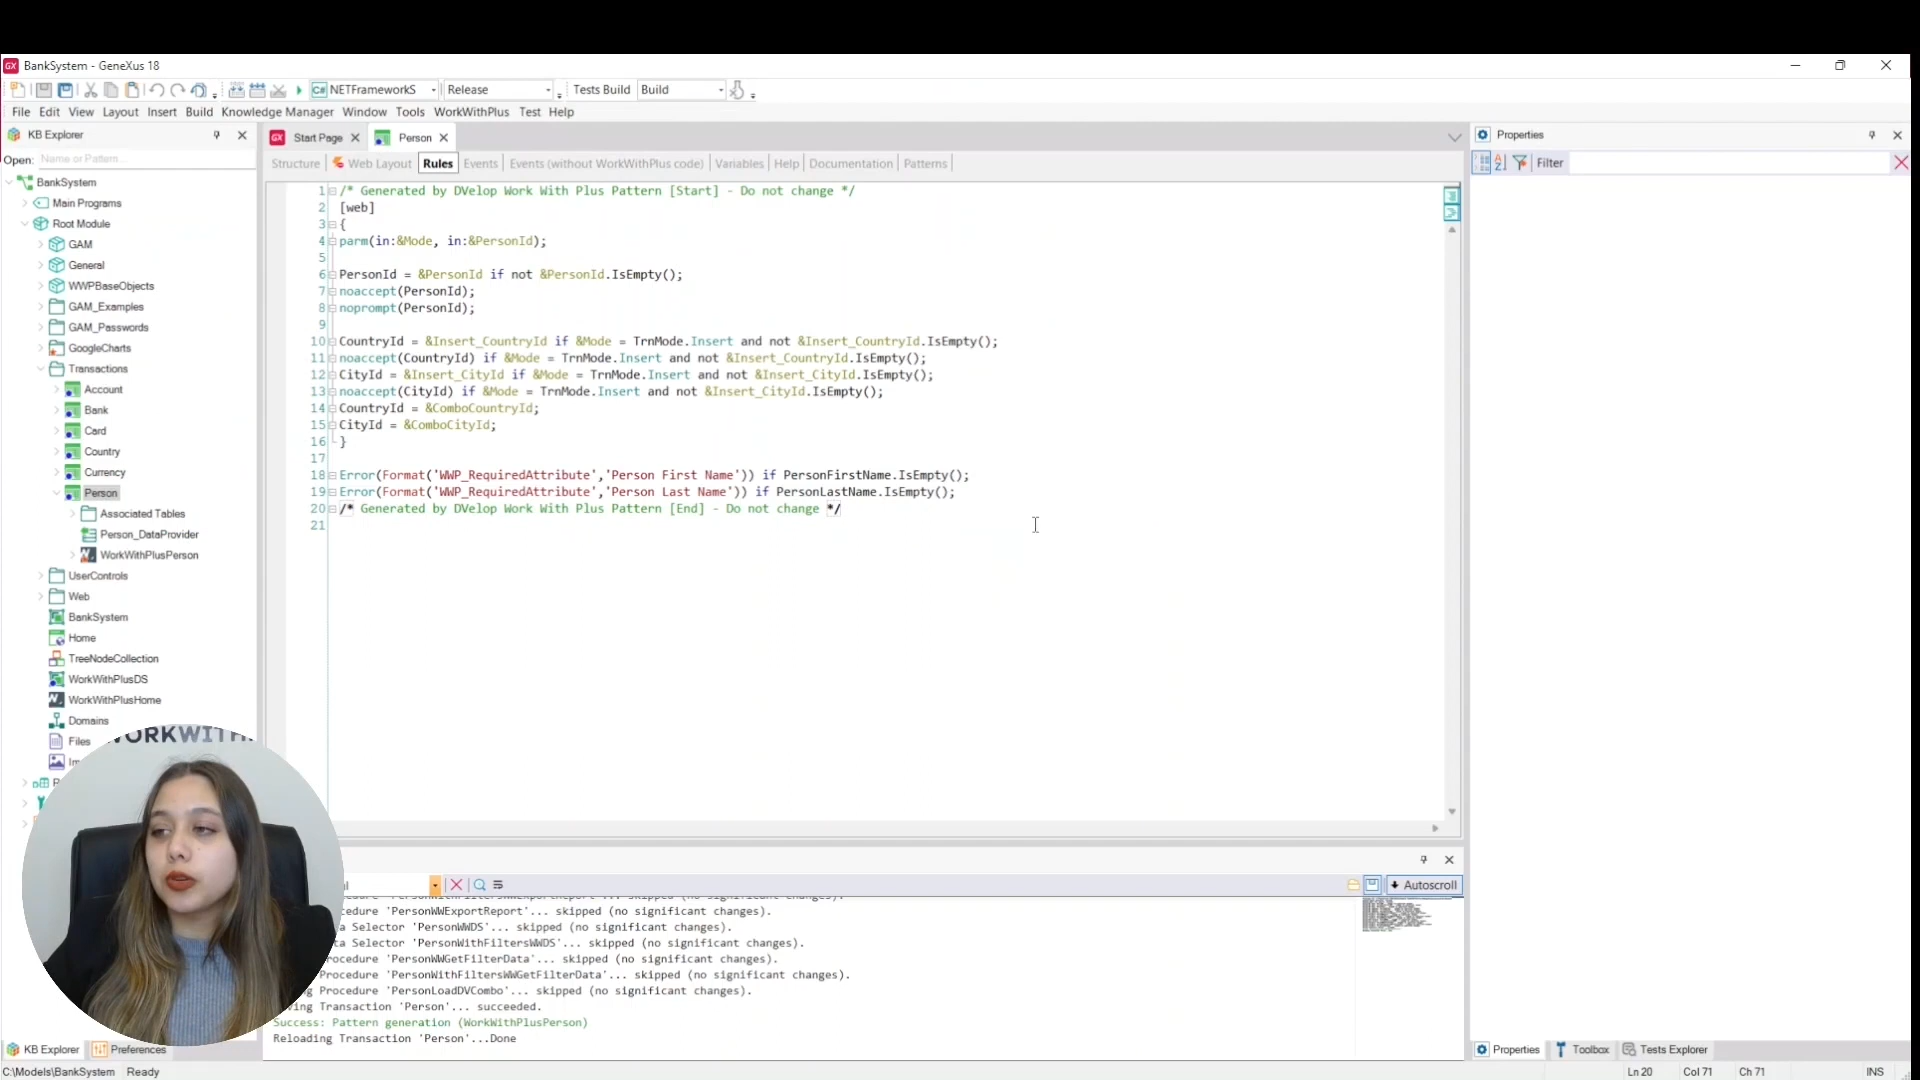 BankSystem - GeneXus 18
NETFrameworkS Release Tests Build Build
File Edit View Layout Insert Build Knowledge Manager Window Tools WorkWithPlus Test Help
KB Explorer
Open: Name or Pattern...
BankSystem
Main Programs
Root Module
GAM
General
WWPBaseObjects
GAM_Examples
GAM_Passwords
GoogleCharts
Transactions
Account
Bank
Card
Country
Currency
Person
Associated Tables
Person_DataProvider
WorkWithPlusPerson
UserControls
Web
BankSystem
Home
TreeNodeCollection
WorkWithPlusDS
WorkWithPlusHome
Domains
Files
KB Explorer Preferences
Start Page Person
Structure Web Layout Rules Events Events (without WorkWithPlus code) Variables Help Documentation Patterns
1 /* Generated by DVelop Work With Plus Pattern [Start] - Do not change */
2 [web]
3 {
4 parm(in:&Mode, in:&PersonId);
5
6 PersonId = &PersonId if not &PersonId.IsEmpty();
7 noaccept(PersonId);
8 noprompt(PersonId);
9
10 CountryId = &Insert_CountryId if &Mode = TrnMode.Insert and not &Insert_CountryId.IsEmpty();
11 noaccept(CountryId) if &Mode = TrnMode.Insert and not &Insert_CountryId.IsEmpty();
12 CityId = &Insert_CityId if &Mode = TrnMode.Insert and not &Insert_CityId.IsEmpty();
13 noaccept(CityId) if &Mode = TrnMode.Insert and not &Insert_CityId.IsEmpty();
14 CountryId = &ComboCountryId;
15 CityId = &ComboCityId;
16 }
17
18 Error(Format('WWP_RequiredAttribute','Person First Name')) if PersonFirstName.IsEmpty();
19 Error(Format('WWP_RequiredAttribute','Person Last Name')) if PersonLastName.IsEmpty();
20 /* Generated by DVelop Work With Plus Pattern [End] - Do not change */
21
Autoscroll
'PersonWWExportReport'... skipped (no significant changes).
Selector 'PersonWWDS'... skipped (no significant changes).
Selector 'PersonWithFiltersWWDS'... skipped (no significant changes).
'PersonWWGetFilterData'... skipped (no significant changes).
'PersonWithFiltersWWGetFilterData'... skipped (no significant changes).
Procedure 'PersonLoadDVCombo'... skipped (no significant changes).
Transaction 'Person'... succeeded.
Success: Pattern generation (WorkWithPlusPerson)
Reloading Transaction 'Person'...Done
Properties
Filter
Properties Toolbox Tests Explorer
C:\Models\BankSystem Ready Ln 20 Col 71 Ch 71 INS